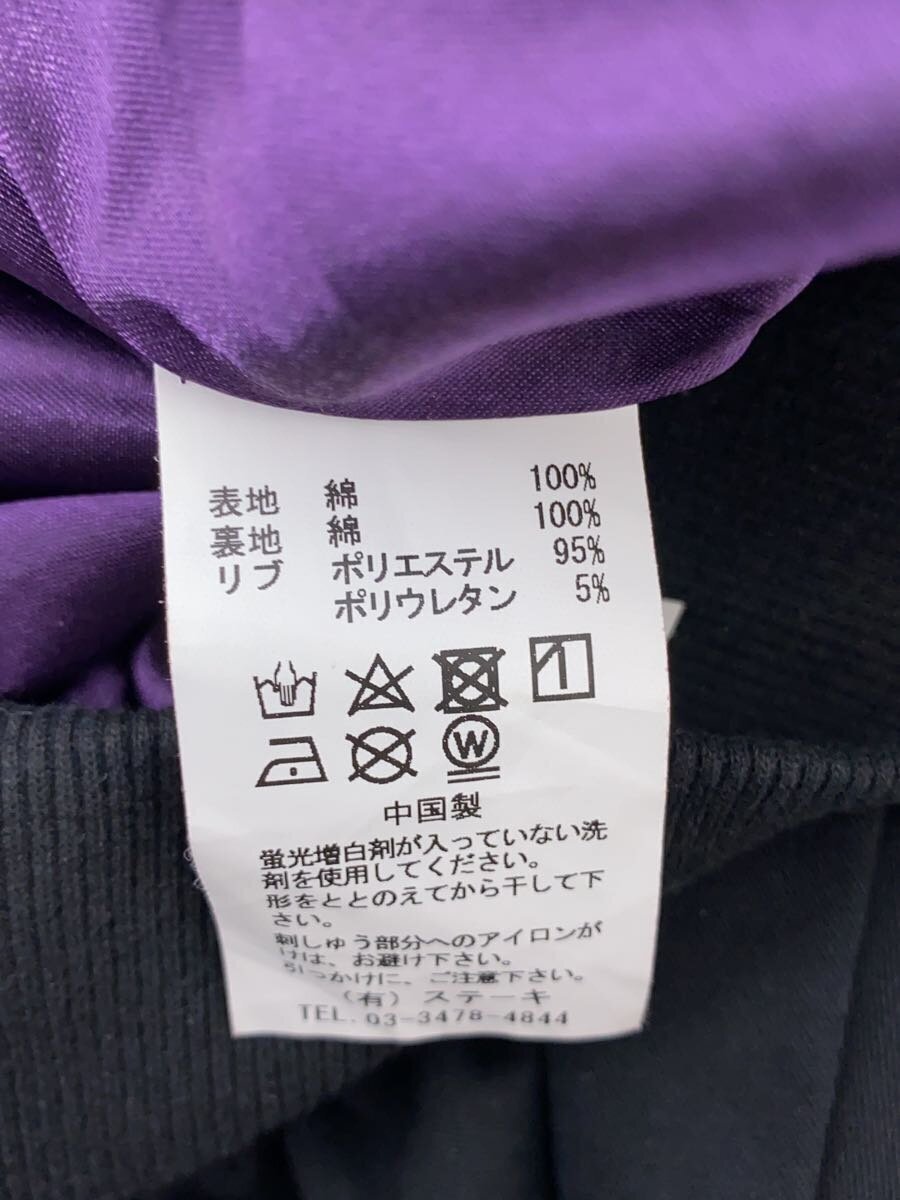 表地 綿 100%
裏地 綿 100%
リブ ポリエステル 95%
ポリウレタン 5%
W
中国製
蛍光増白剤が入っていない洗
剤を使用してください。
形をととのえてから干して下
さい。
刺しゅう部分へのアイロンが
けは、お避け下さい。
引っかけに、ご注意下さい。
(有) ステーキ
TEL. 03-3478-4844